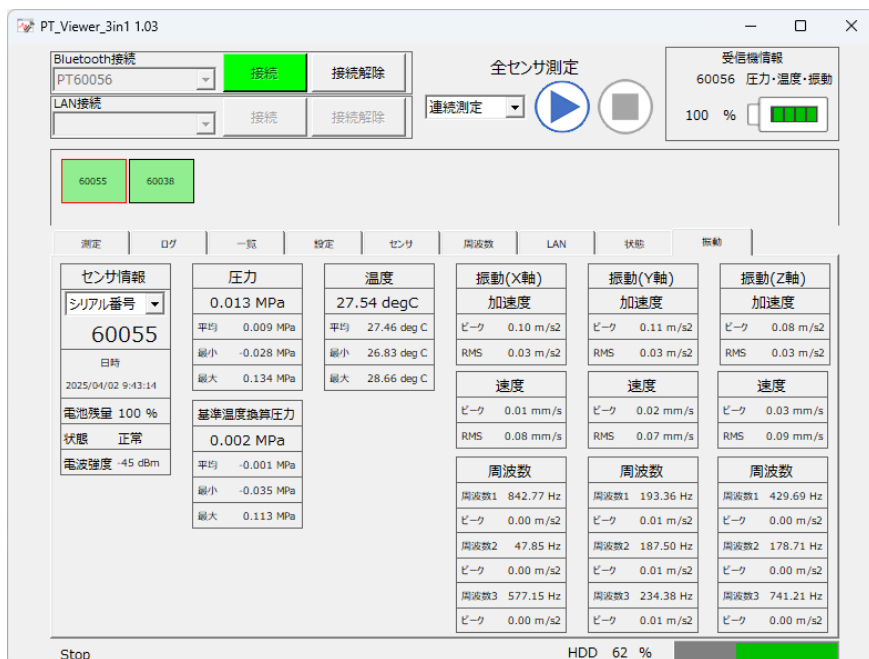 PT_Viewer_3in1 1.03
Bluetooth接続
PT60056
接続
接続解除
LAN接続
接続
接続解除
全センサ測定
連続測定
受信機情報
60056 圧力・温度・振動
100 %
60055
60038
測定 ログ 一覧 設定 センサ 周波数 LAN 状態 振動
センサ情報
シリアル番号
60055
日時
2025/04/02 9:43:14
電池残量 100 %
状態 正常
電波強度 -45 dBm
圧力
0.013 MPa
平均 0.009 MPa
最小 -0.028 MPa
最大 0.134 MPa
基準温度換算圧力
0.002 MPa
平均 -0.001 MPa
最小 -0.035 MPa
最大 0.113 MPa
温度
27.54 degC
平均 27.46 deg C
最小 26.83 deg C
最大 28.66 deg C
振動(X軸)
加速度
ピーク 0.10 m/s2
RMS 0.03 m/s2
速度
ピーク 0.01 mm/s
RMS 0.08 mm/s
周波数
周波数1 842.77 Hz
ピーク 0.00 m/s2
周波数2 47.85 Hz
ピーク 0.00 m/s2
周波数3 577.15 Hz
ピーク 0.00 m/s2
振動(Y軸)
加速度
ピーク 0.11 m/s2
RMS 0.03 m/s2
速度
ピーク 0.02 mm/s
RMS 0.07 mm/s
周波数
周波数1 193.36 Hz
ピーク 0.01 m/s2
周波数2 187.50 Hz
ピーク 0.01 m/s2
周波数3 234.38 Hz
ピーク 0.01 m/s2
振動(Z軸)
加速度
ピーク 0.08 m/s2
RMS 0.03 m/s2
速度
ピーク 0.03 mm/s
RMS 0.09 mm/s
周波数
周波数1 429.69 Hz
ピーク 0.00 m/s2
周波数2 178.71 Hz
ピーク 0.00 m/s2
周波数3 741.21 Hz
ピーク 0.00 m/s2
Stop
HDD 62 %